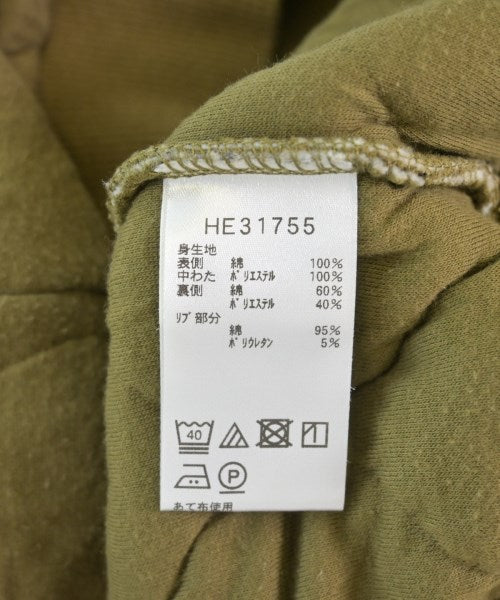 HE31755
身生地
表側 綿 100%
中わた ポリエステル 100%
裏側 綿 60%
ポリエステル 40%
リブ部分
綿 95%
ポリウレタン 5%
40
P
あて布使用